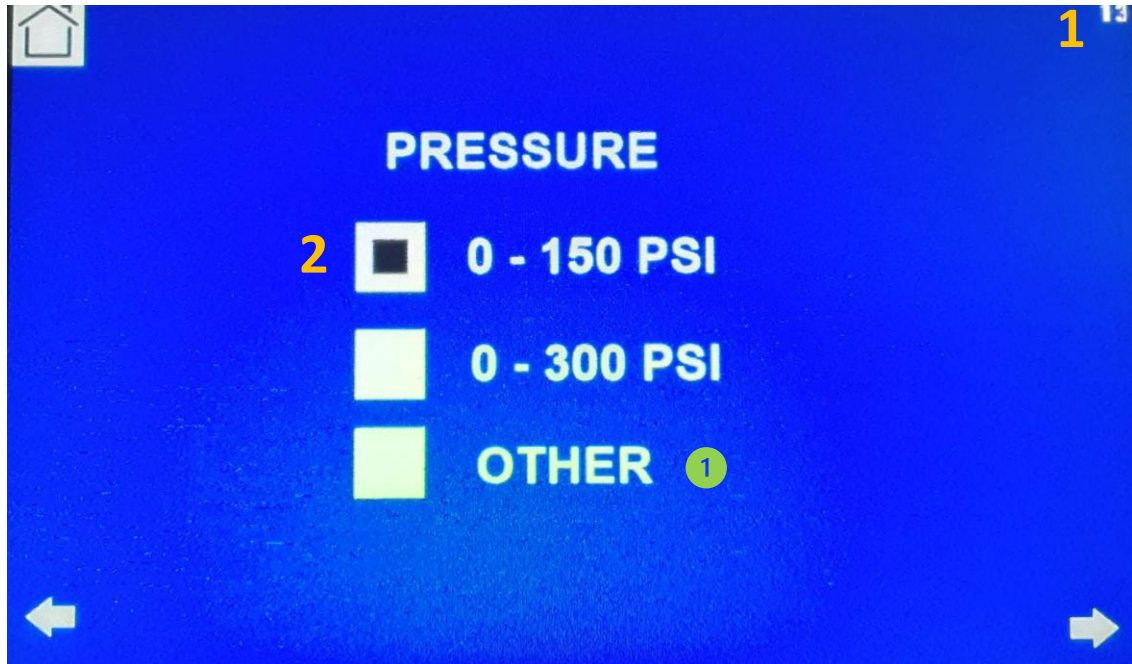 1 13
PRESSURE
2 0 - 150 PSI
0 - 300 PSI
OTHER 1